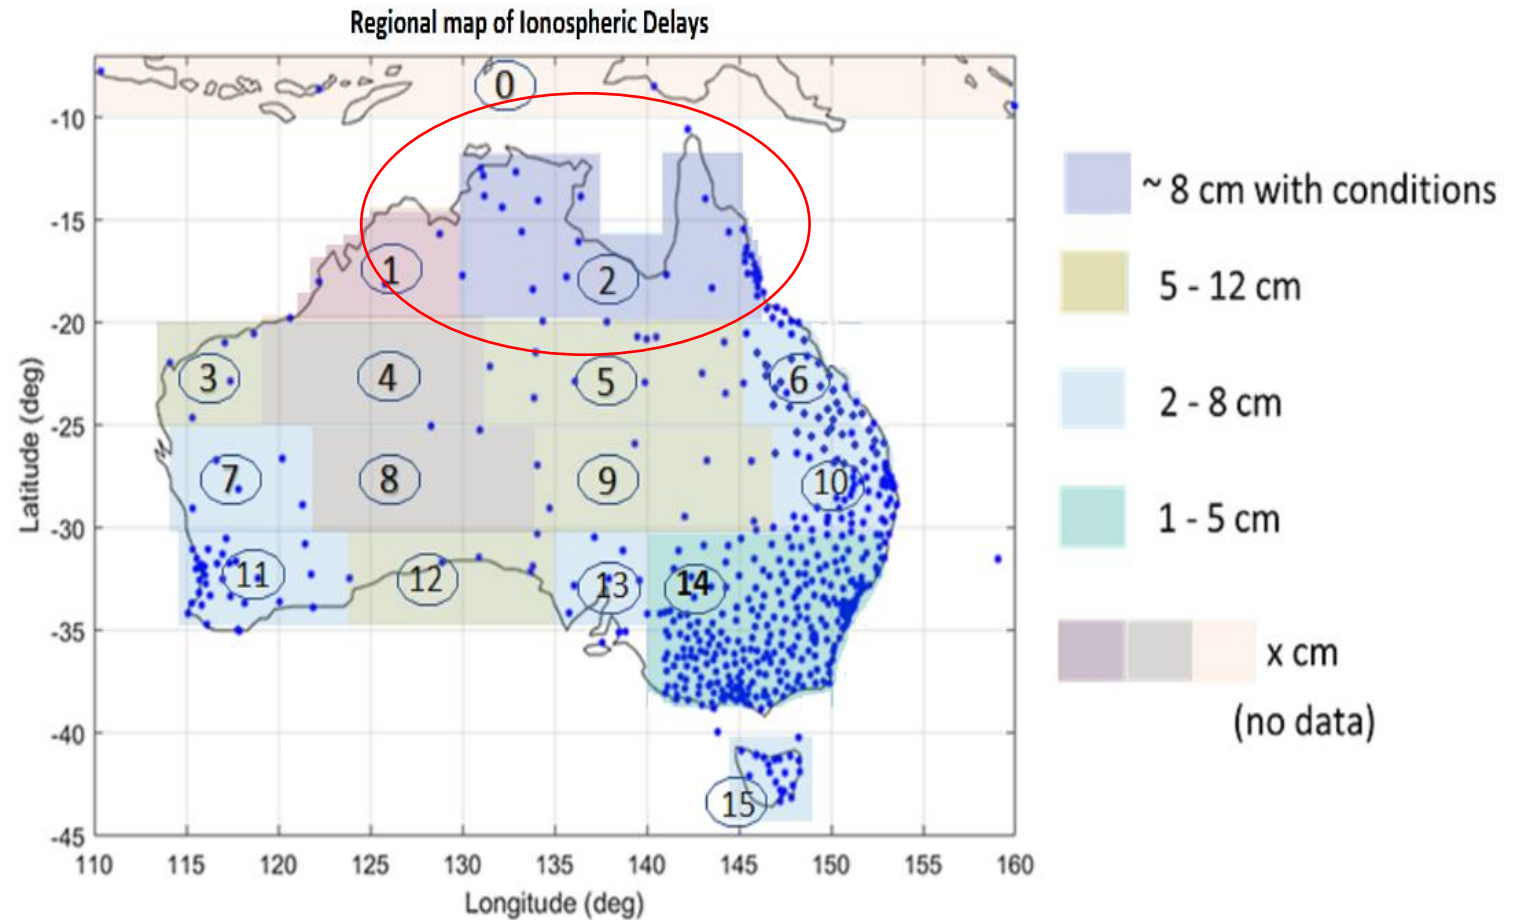 Regional map of Ionospheric Delays
0
1
2
3
4
5
6
7
8
9
10
11
12
13
14
15
-10
-15
-20
-25
-30
-35
-40
-45
Latitude (deg)
110 115 120 125 130 135 140 145 150 155 160
Longitude (deg)
~ 8 cm with conditions
5 - 12 cm
2 - 8 cm
1 - 5 cm
x cm
(no data)